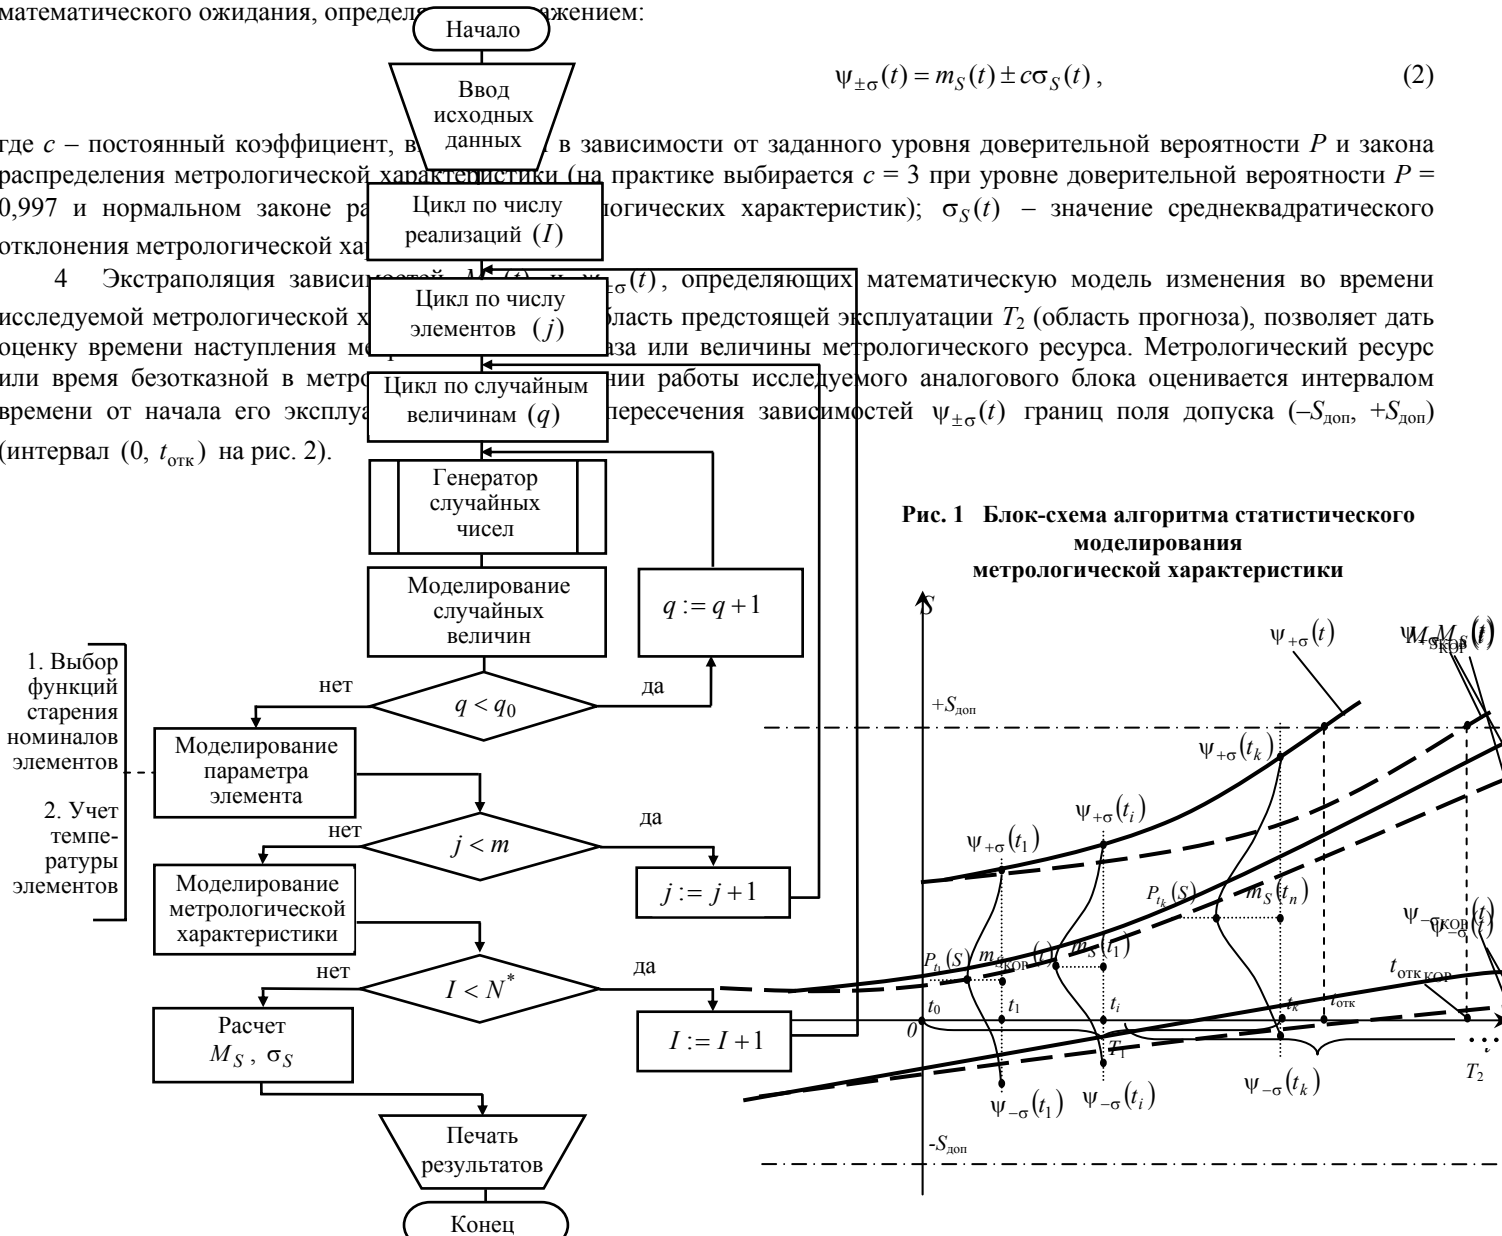 математического ожидания, определя ажением:
ψ±σ(t) = mS(t) ± cσS(t) , (2)
где c – постоянный коэффициент, в в зависимости от заданного уровня доверительной вероятности P и закона
распределения метрологической характеристики (на практике выбирается c = 3 при уровне доверительной вероятности P =
0,997 и нормальном законе ра логических характеристик); σS(t) – значение среднеквадратического
отклонения метрологической ха
4 Экстраполяция зависимостей MS(t) и ψ±σ(t), определяющих математическую модель изменения во времени
исследуемой метрологической х бласть предстоящей эксплуатации T2 (область прогноза), позволяет дать
оценку времени наступления ме аза или величины метрологического ресурса. Метрологический ресурс
или время безотказной в метро нии работы исследуемого аналогового блока оценивается интервалом
времени от начала его эксплуа пересечения зависимостей ψ±σ(t) границ поля допуска (–Sдоп, +Sдоп)
(интервал (0, tотк) на рис. 2).
Начало
Ввод
исходных
данных
Цикл по числу
реализаций (I)
Цикл по числу
элементов (j)
Цикл по случайным
величинам (q)
Генератор
случайных
чисел
Моделирование
случайных
величин
q := q + 1
нет
q < q0
да
1. Выбор
функций
старения
номиналов
элементов
2. Учет
темпе-
ратуры
элементов
Моделирование
параметра
элемента
нет
j < m
да
j := j + 1
Моделирование
метрологической
характеристики
нет
I < N*
да
I := I + 1
Расчет
MS , σS
Печать
результатов
Конец
Рис. 1 Блок-схема алгоритма статистического
моделирования
метрологической характеристики
S
ψ+σ(t)
+Sдоп
ψ+σ(tk)
ψ+σ(ti)
ψ+σ(t1)
Ptk(S)
mS(tn)
Pt1(S)
mSКОР(t)
mS(t1)
tотк КОР
0
t0
t1
ti
tk
tотк
T1
T2
ψ−σ(t1)
ψ−σ(ti)
ψ−σ(tk)
-Sдоп